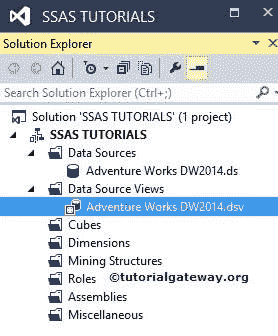 SSAS TUTORIALS
Solution Explorer
Search Solution Explorer (Ctrl+;)
Solution 'SSAS TUTORIALS' (1 project)
SSAS TUTORIALS
Data Sources
Adventure Works DW2014.ds
Data Source Views
Adventure Works DW2014.dsv
Cubes
Dimensions
Mining Structures
Roles ©tutorialgateway.org
Assemblies
Miscellaneous